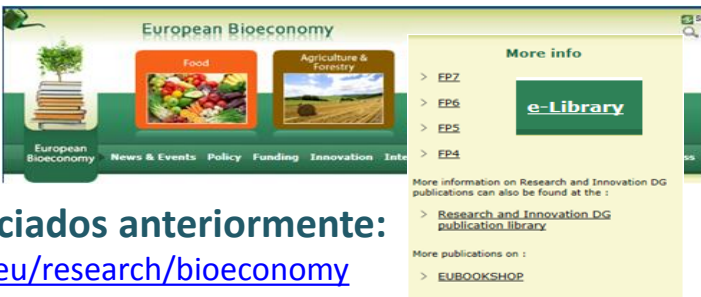 European Bioeconomy
Food
Agriculture &
Forestry
European
Bioeconomy
News & Events Policy Funding Innovation
More info
> FP7
> FP6
> FP5
> FP4
e-Library
More information on Research and Innovation DG
publications can also be found at the :
> Research and Innovation DG
publication library
More publications on :
> EUBOOKSHOP
ciados anteriormente:
eu/research/bioeconomy